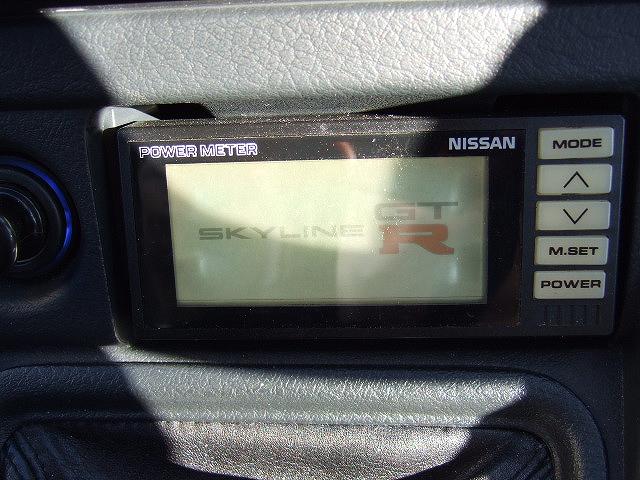 POWER METER
NISSAN
MODE
SKYLINE GT
R
M.SET
POWER